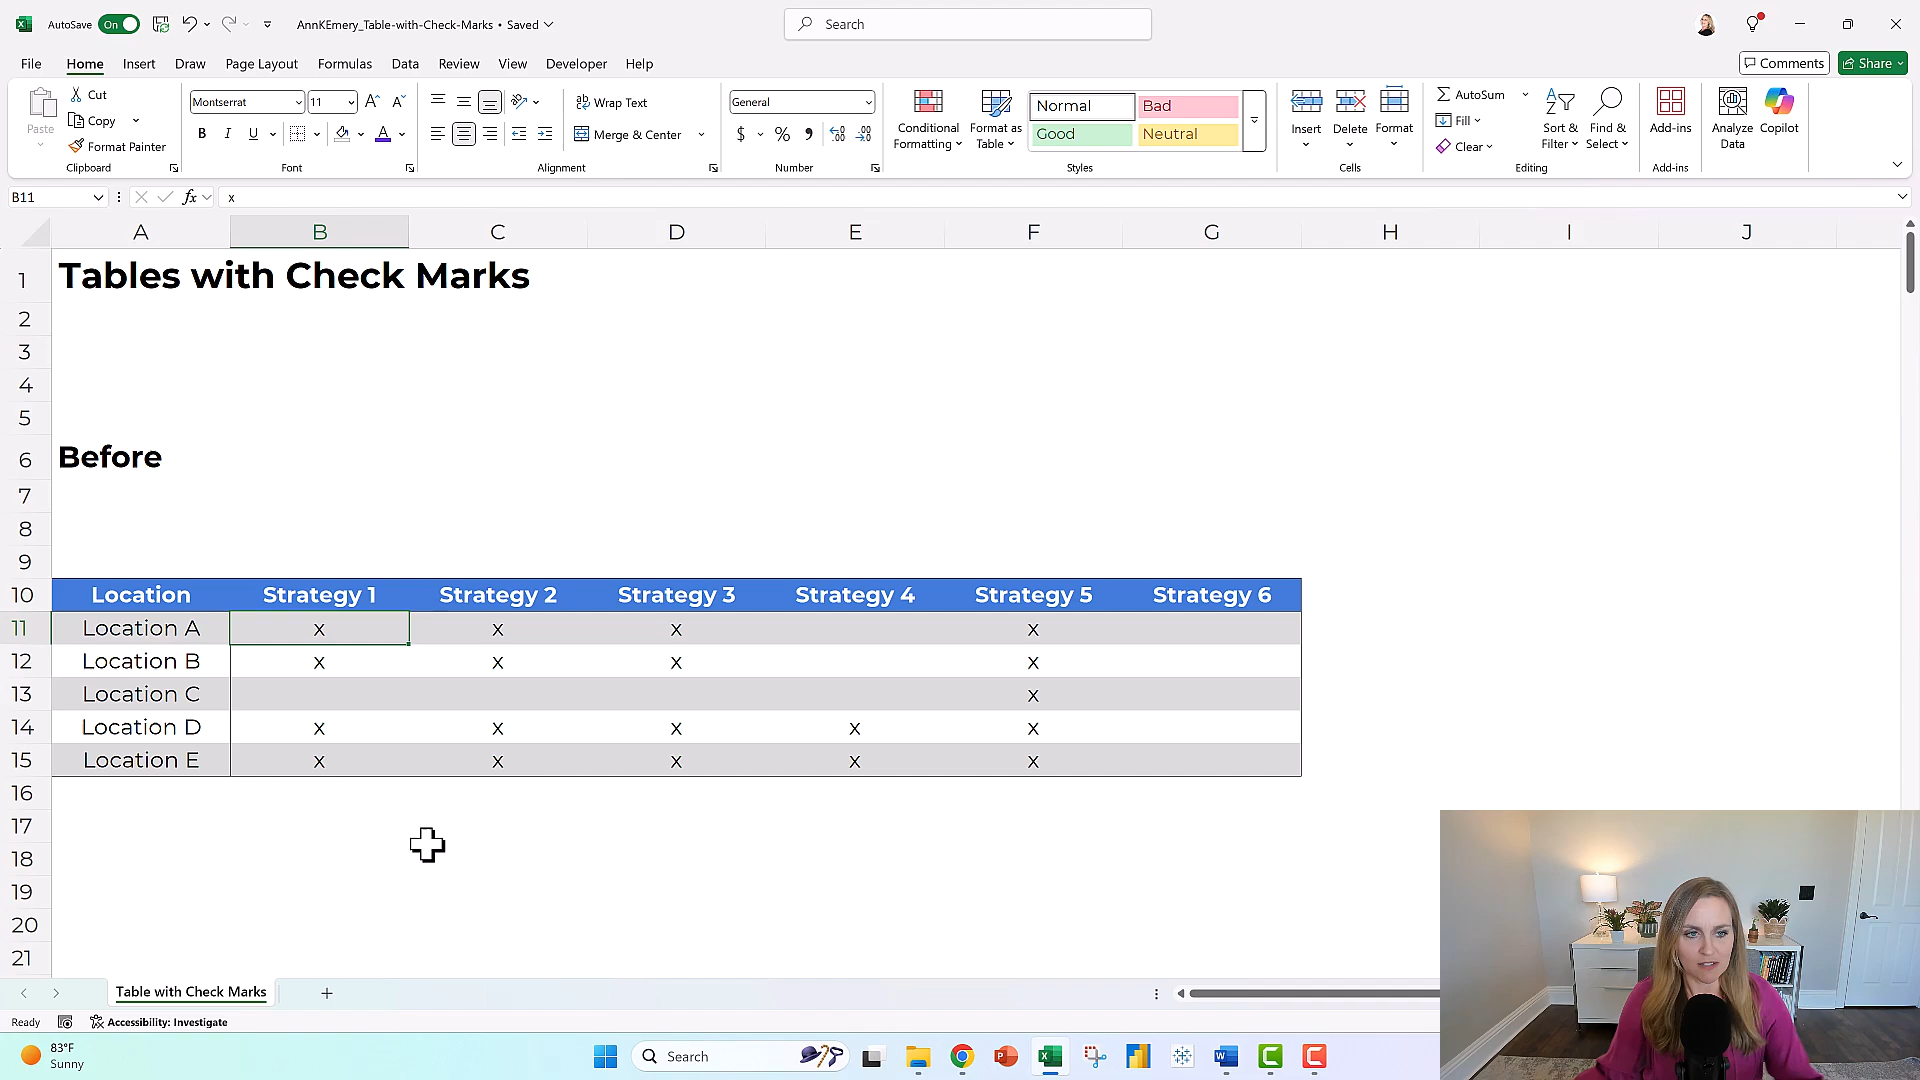 AutoSave On AnnKEmery_Table-with-Check-Marks • Saved Search
File Home Insert Draw Page Layout Formulas Data Review View Developer Help Comments Share
Paste Cut Copy Format Painter
Clipboard
Montserrat 11
B I U A
Font
Wrap Text
Merge & Center
Alignment
General
$ % 9
Number
Conditional Formatting
Format as Table
Normal Bad
Good Neutral
Styles
Insert Delete Format
Cells
AutoSum
Fill
Clear
Sort & Filter
Find & Select
Editing
Add-ins
Add-ins
Analyze Data
Copilot
B11 fx x
A B C D E F G H I J
1 Tables with Check Marks
2
3
4
5
6 Before
7
8
9
10 Location Strategy 1 Strategy 2 Strategy 3 Strategy 4 Strategy 5 Strategy 6
11 Location A x x x x
12 Location B x x x x
13 Location C x
14 Location D x x x x x
15 Location E x x x x x
16
17
18
19
20
21
Table with Check Marks +
Ready Accessibility: Investigate
83°F
Sunny
Search